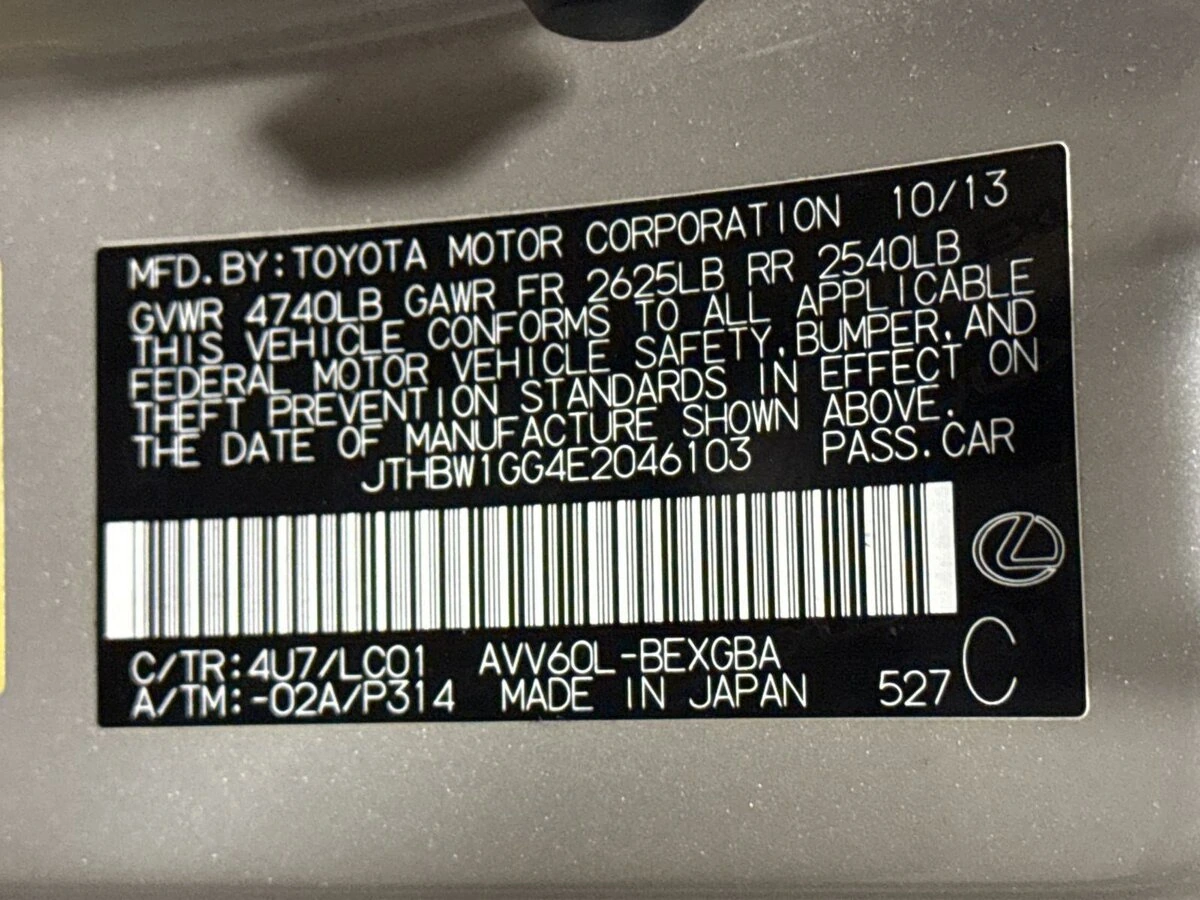 MFD.BY:TOYOTA MOTOR CORPORATION 10/13
GVWR 4740LB GAWR FR 2625LB RR 2540LB
THIS VEHICLE CONFORMS TO ALL APPLICABLE
FEDERAL MOTOR VEHICLE SAFETY,BUMPER,AND
THEFT PREVENTION STANDARDS IN EFFECT ON
THE DATE OF MANUFACTURE SHOWN ABOVE.
JTHBW1GG4E2046103 PASS.CAR
C/TR:4U7/LC01 AVV60L-BEXGBA
A/TM:-02A/P314 MADE IN JAPAN 527 C